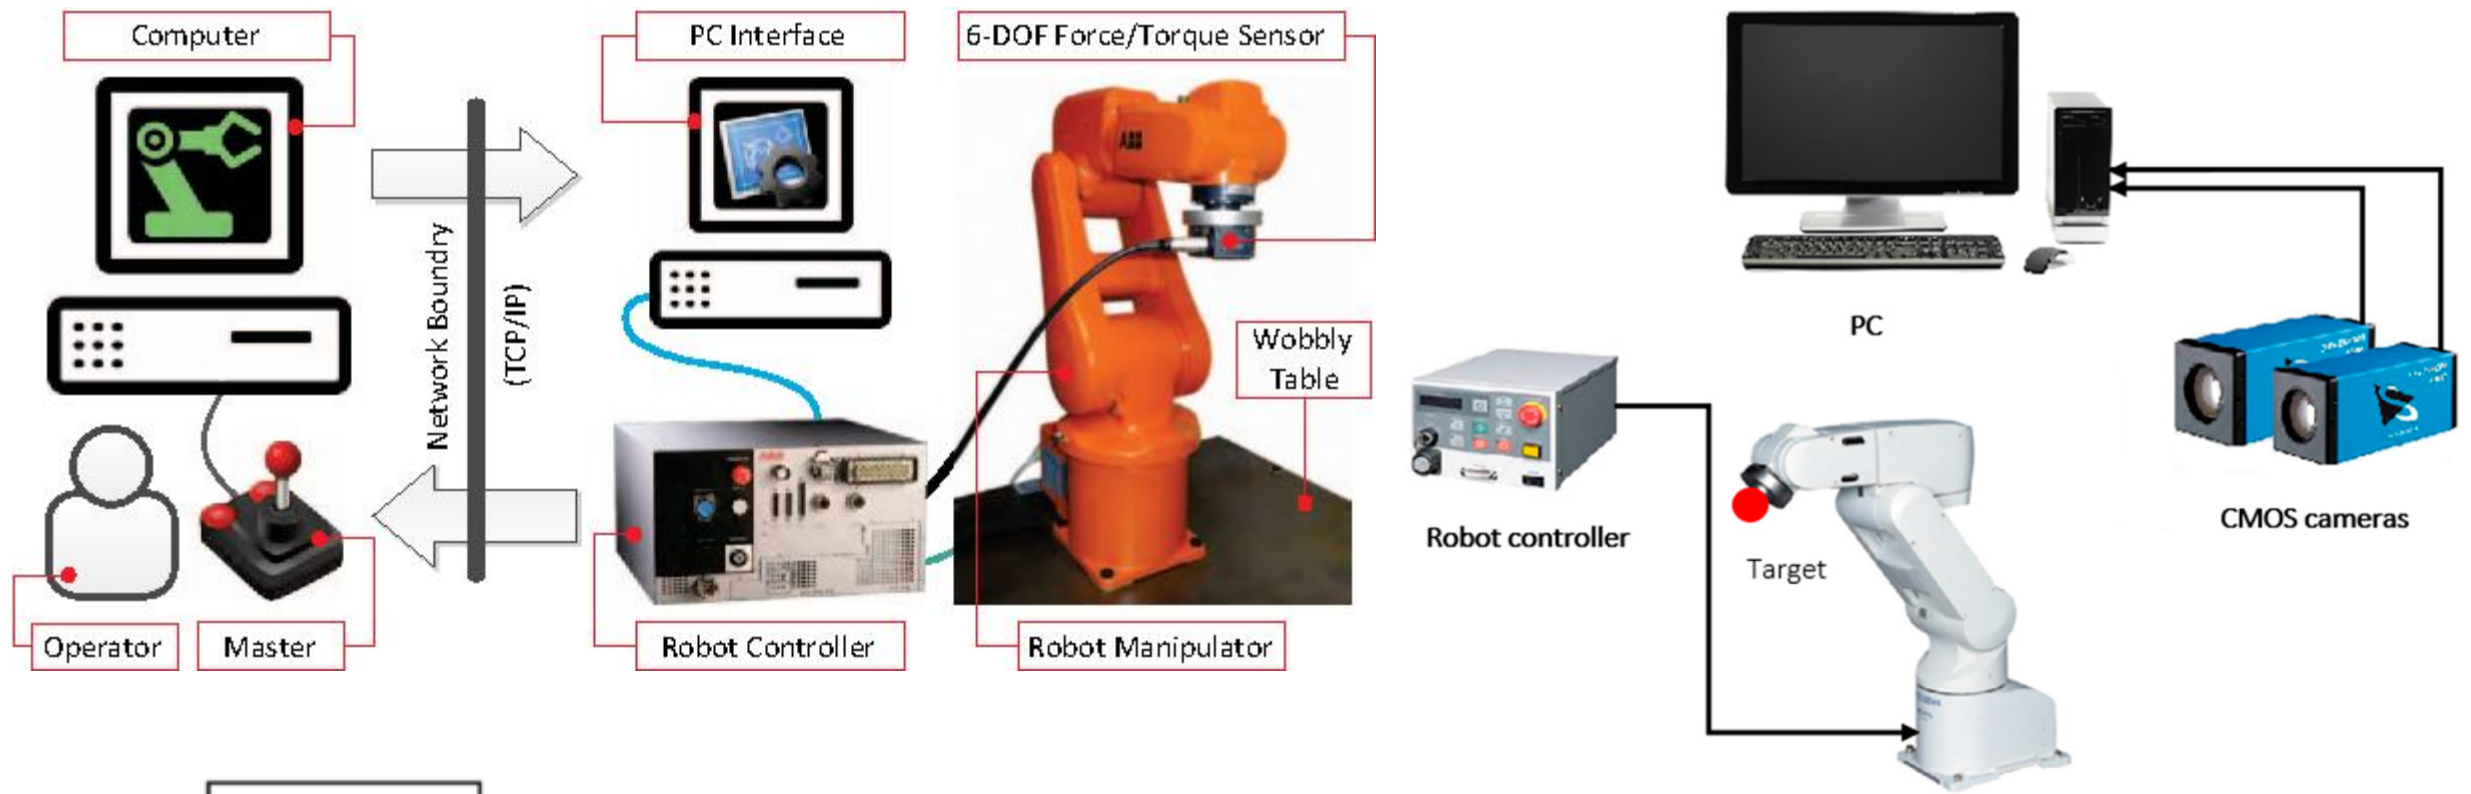 Computer
PC Interface
6-DOF Force/Torque Sensor
ABB
Network Boundry
(TCP/IP)
Wobbly
Table
Operator
Master
Robot Controller
Robot Manipulator
PC
Robot controller
Target
CMOS cameras